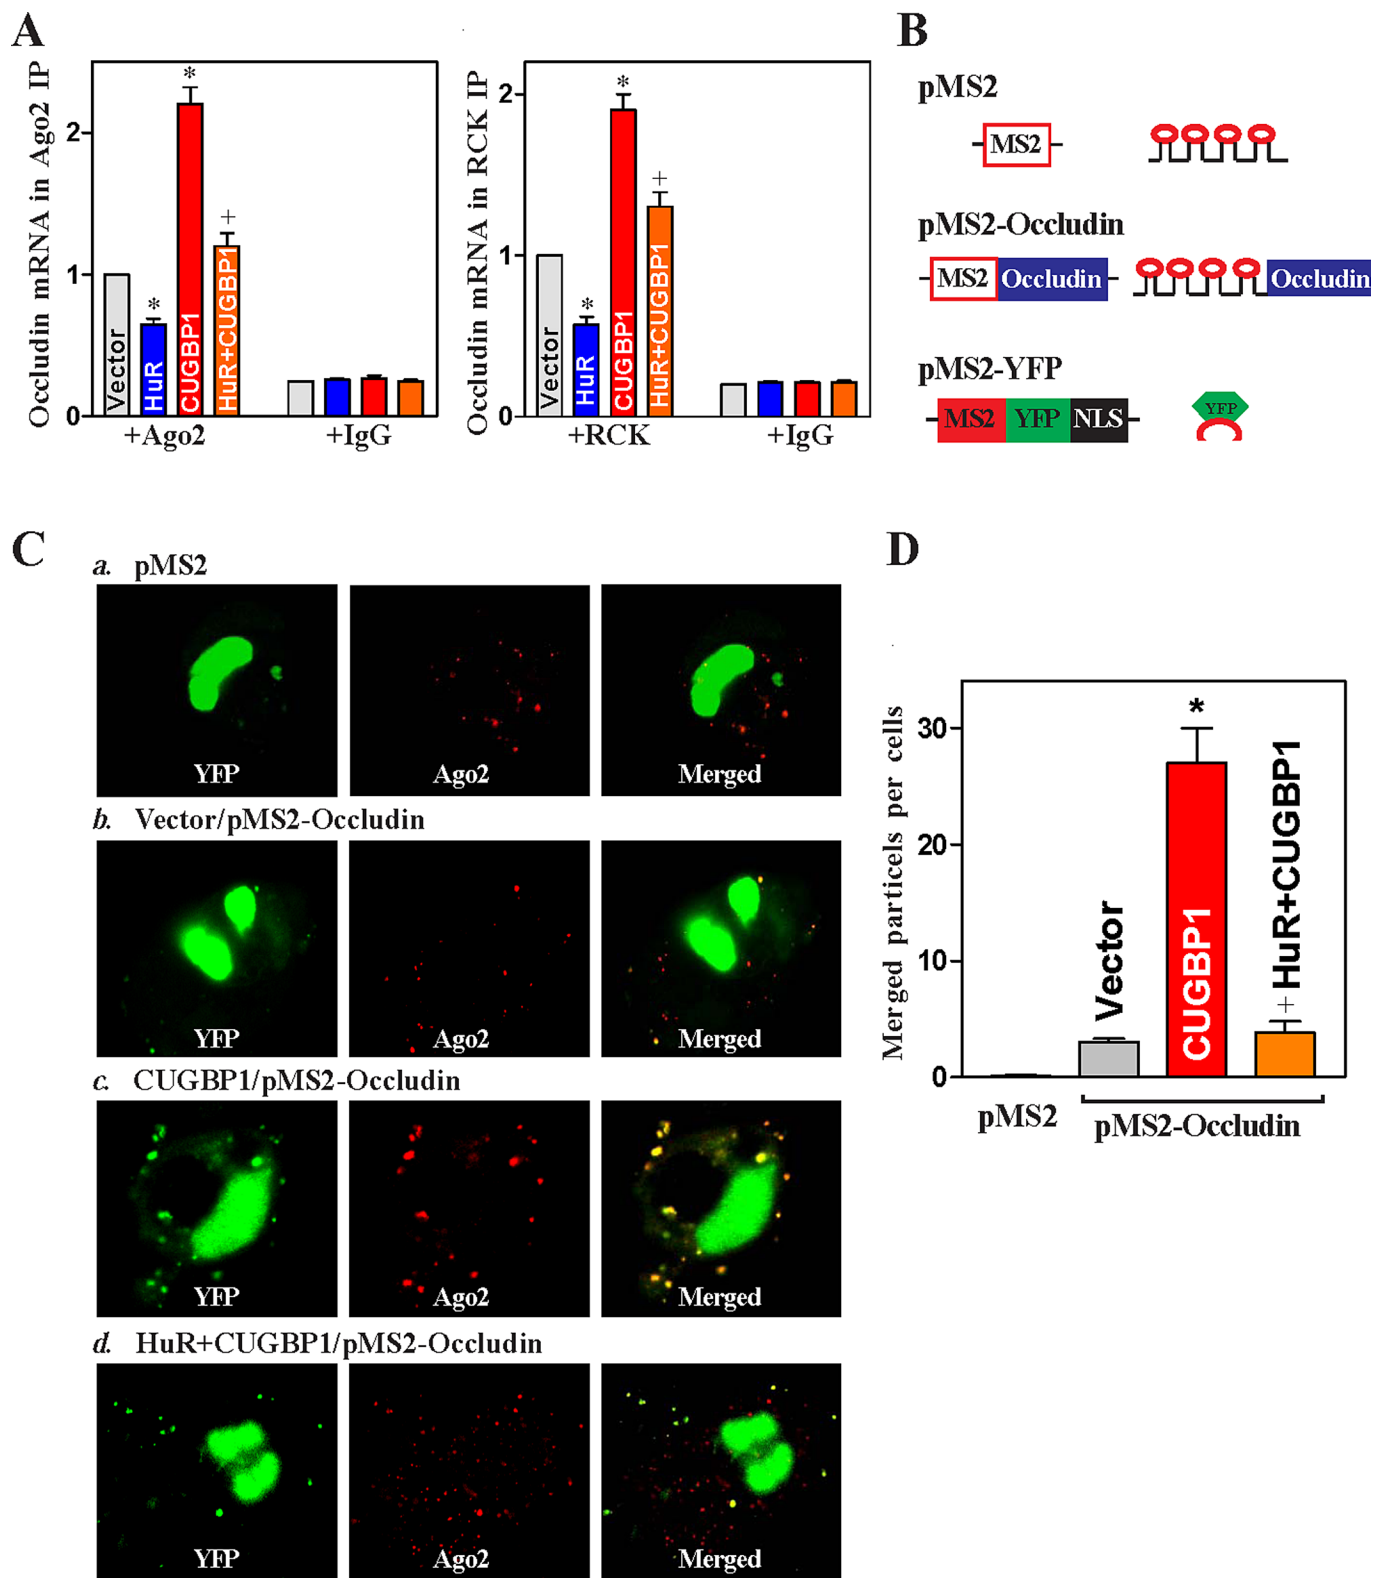 A
Occludin mRNA in Ago2 IP
2
1
0
*
*
+
Vector
HuR
CUGBP1
HuR+CUGBP1
+Ago2
+IgG
Occludin mRNA in RCK IP
2
1
0
*
*
+
Vector
HuR
CUGBP1
HuR+CUGBP1
+RCK
+IgG
B
pMS2
MS2
pMS2-Occludin
MS2 Occludin
Occludin
pMS2-YFP
MS2 YFP NLS
YFP
C
a. pMS2
YFP
Ago2
Merged
b. Vector/pMS2-Occludin
YFP
Ago2
Merged
c. CUGBP1/pMS2-Occludin
YFP
Ago2
Merged
d. HuR+CUGBP1/pMS2-Occludin
YFP
Ago2
Merged
D
Merged particels per cells
30
20
10
0
Vector
*
CUGBP1
+
HuR+CUGBP1
pMS2
pMS2-Occludin